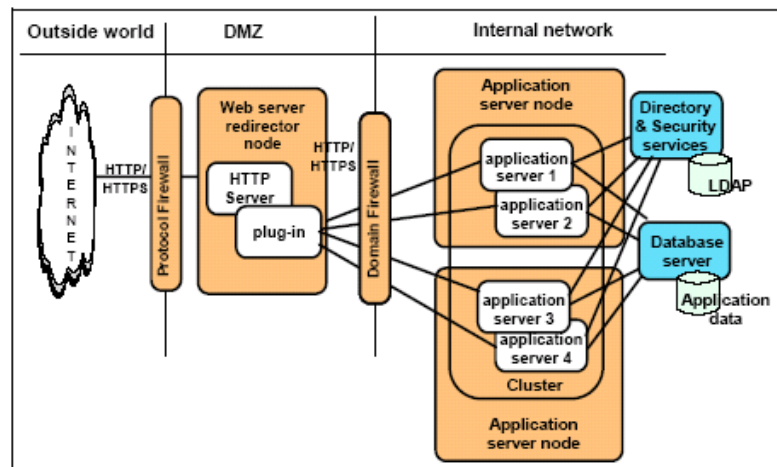 Outside world
DMZ
Internal network
INTERNET
HTTP/
HTTPS
Protocol Firewall
Web server
redirector
node
HTTP
Server
plug-in
HTTP/
HTTPS
Domain Firewall
Application
server node
application
server 1
application
server 2
application
server 3
application
server 4
Cluster
Application
server node
Directory
& Security
services
LDAP
Database
server
Application
data